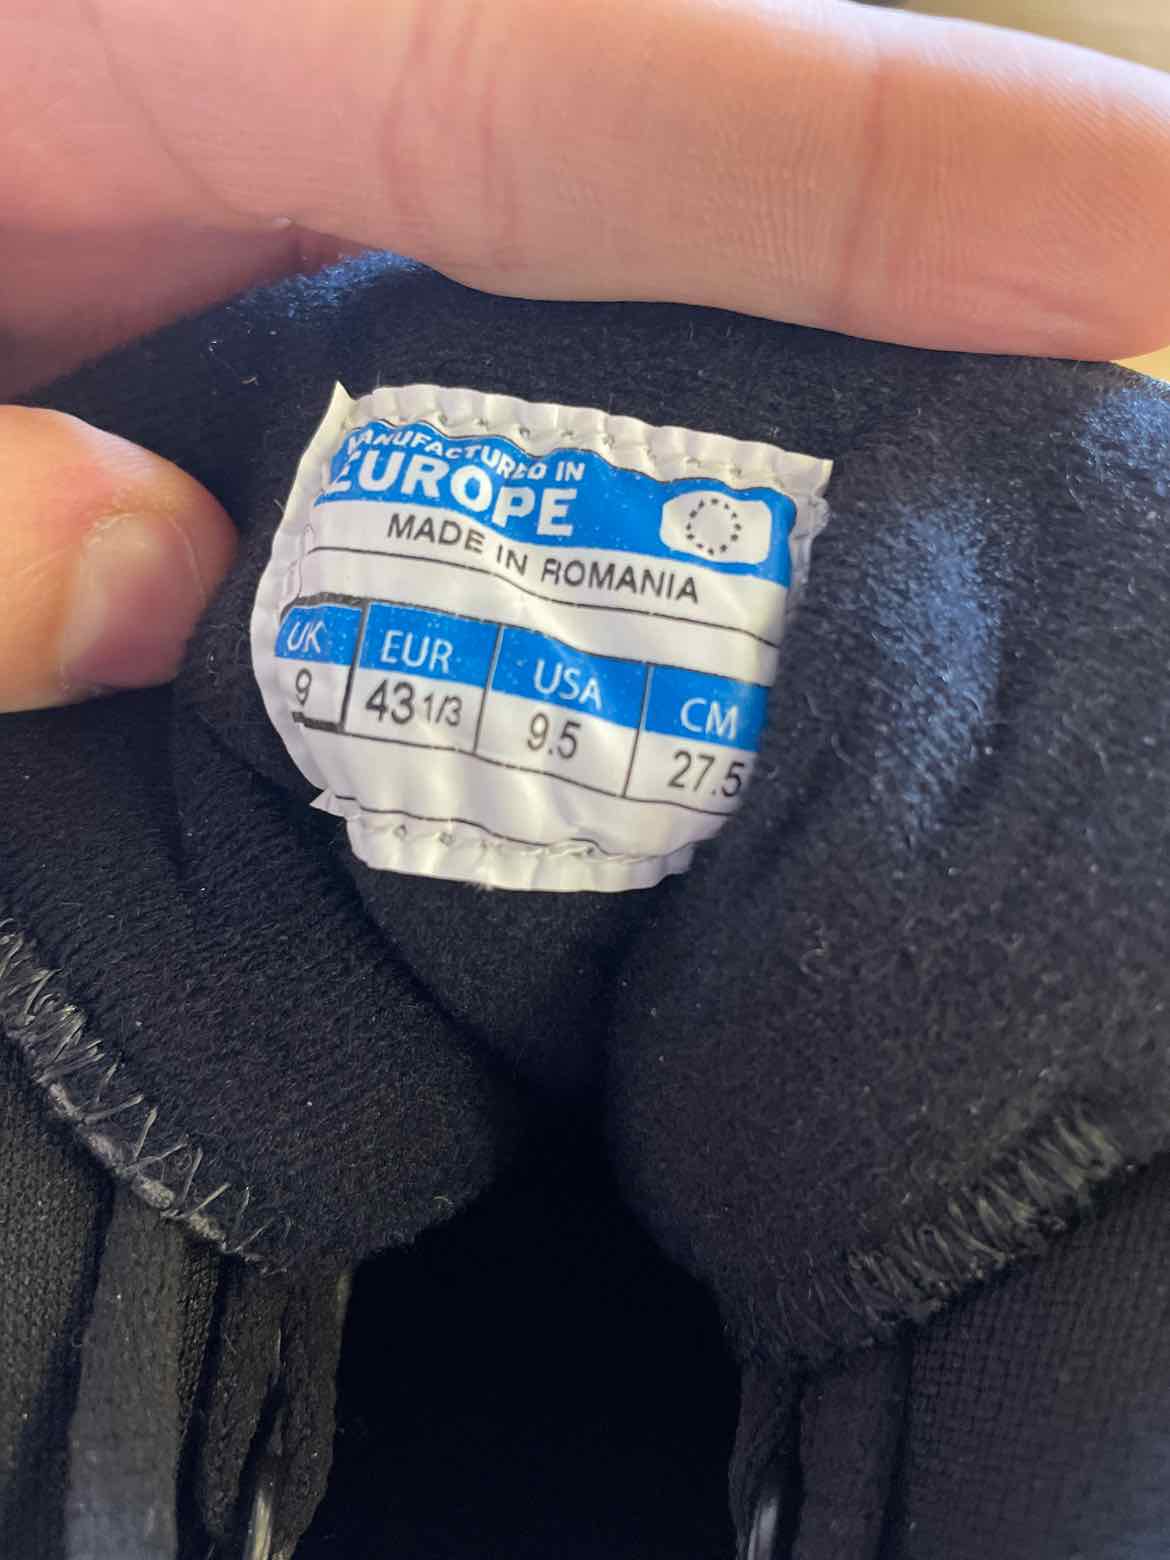 MANUFACTURED IN
EUROPE
MADE IN ROMANIA
UK EUR USA CM
9 43 1/3 9.5 27.5